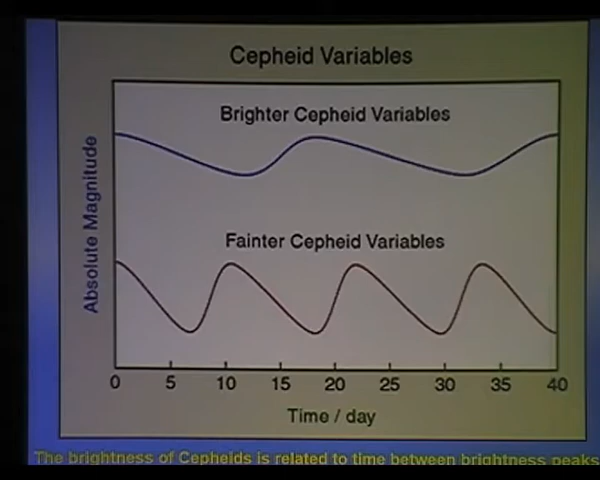 Cepheid Variables
Brighter Cepheid Variables
Absolute Magnitude
Fainter Cepheid Variables
0 5 10 15 20 25 30 35 40
Time / day
The brightness of Cepheids is related to time between brightness peaks